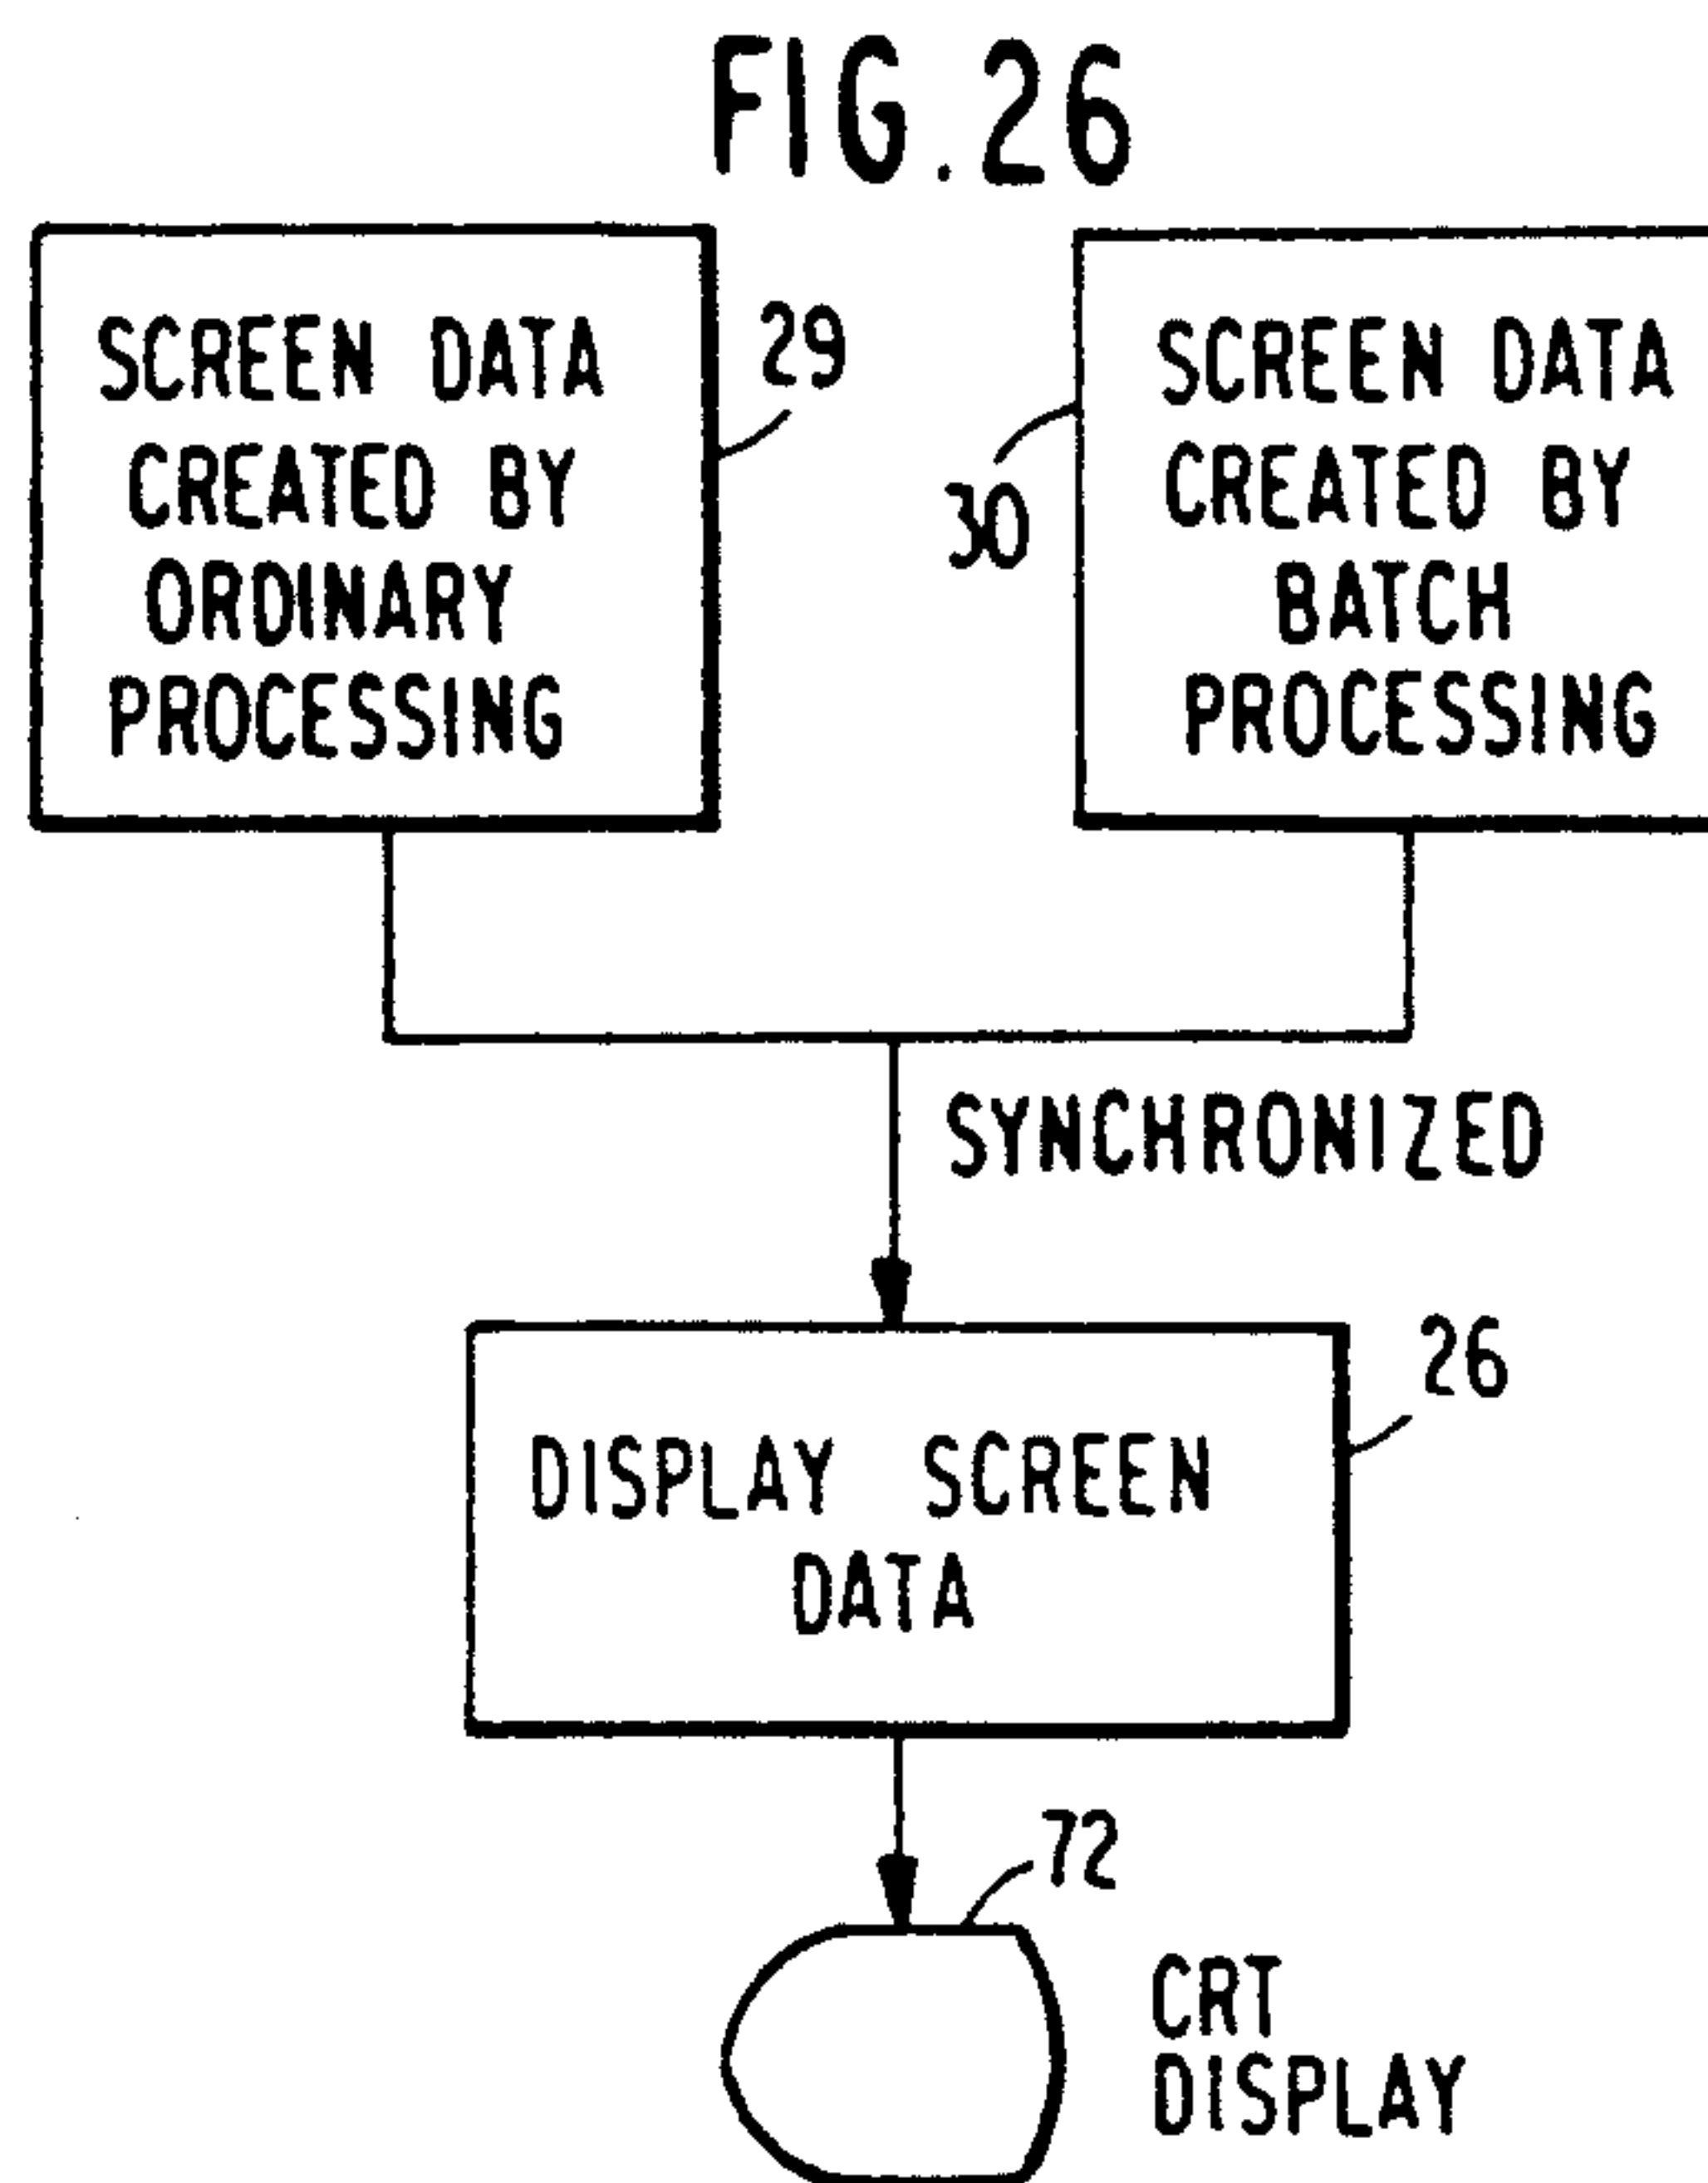 FIG.26
SCREEN DATA
CREATED BY
ORDINARY
PROCESSING
29
SCREEN DATA
CREATED BY
BATCH
PROCESSING
30
SYNCHRONIZED
DISPLAY SCREEN
DATA
26
72
CRT
DISPLAY